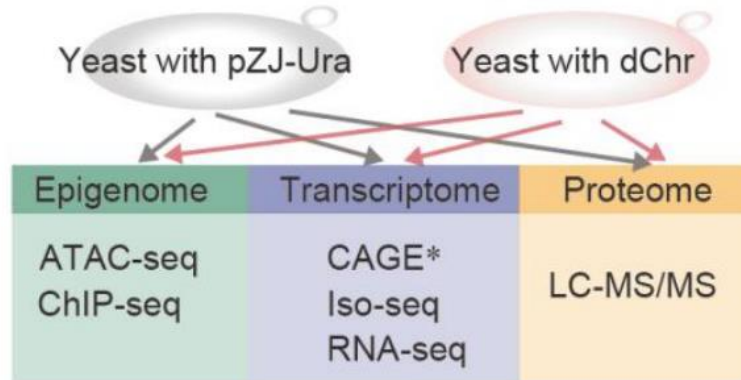 Yeast with pZJ-Ura
Yeast with dChr
Epigenome
Transcriptome
Proteome
ATAC-seq
ChIP-seq
CAGE*
Iso-seq
RNA-seq
LC-MS/MS